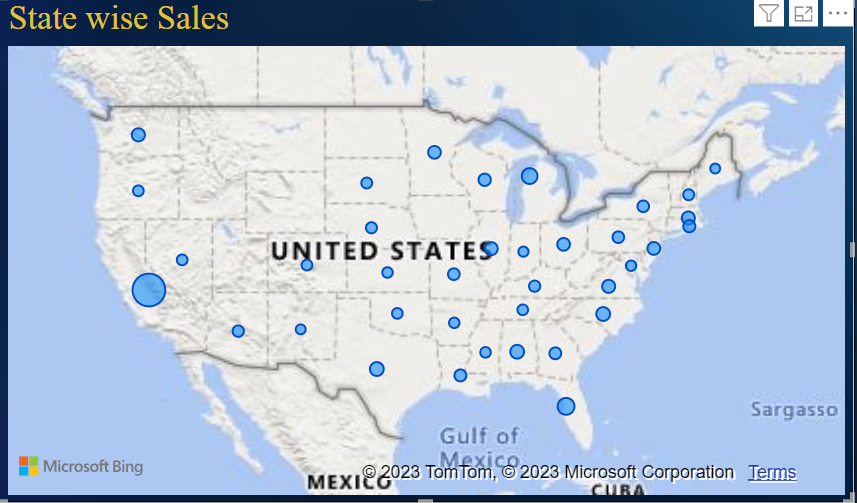 State wise Sales
UNITED STATES
Sargasso
Gulf of
Mexico
Microsoft Bing
© 2023 TomTom, © 2023 Microsoft Corporation Terms
MEXICO
CUBA